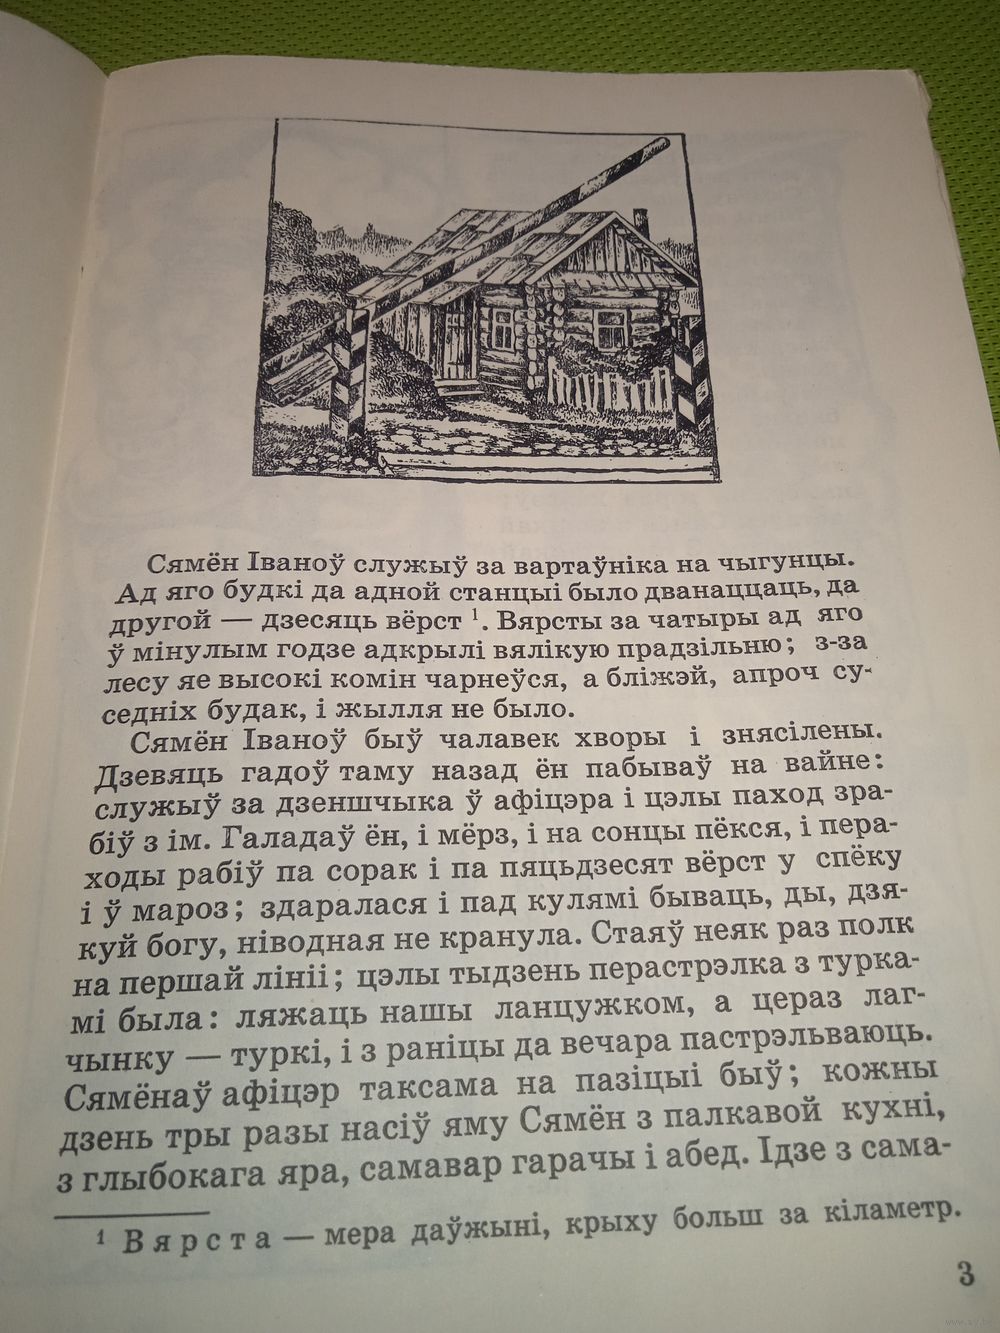 Сямён Іваноў служыў за вартаўніка на чыгунцы.
Ад яго будкі да адной станцыі было дванаццаць, да
другой — дзесяць вёрст ¹. Вярсты за чатыры ад яго
ў мінулым годзе адкрылі вялікую прадзільню; з-за
лесу яе высокі комін чарнеўся, а бліжэй, апроч су-
седніх будак, і жылля не было.
Сямён Іваноў быў чалавек хворы і знясілены.
Дзевяць гадоў таму назад ён пабываў на вайне:
служыў за дзеншчыка ў афіцэра і цэлы паход зра-
біў з ім. Галадаў ён, і мёрз, і на сонцы пёкся, і пера-
ходы рабіў па сорак і па пяцьдзесят вёрст у спёку
і ў мароз; здаралася і пад кулямі бываць, ды, дзя-
куй богу, ніводная не кранула. Стаяў неяк раз полк
на першай лініі; цэлы тыдзень перастрэлка з турка-
мі была: ляжаць нашы ланцужком, а цераз лаг-
чынку — туркі, і з раніцы да вечара пастрэльваюць.
Сямёнаў афіцэр таксама на пазіцыі быў; кожны
дзень тры разы насіў яму Сямён з палкавой кухні,
з глыбокага яра, самавар гарачы і абед. Ідзе з сама-
¹ Вярста — мера даўжыні, крыху больш за кіламетр.
3